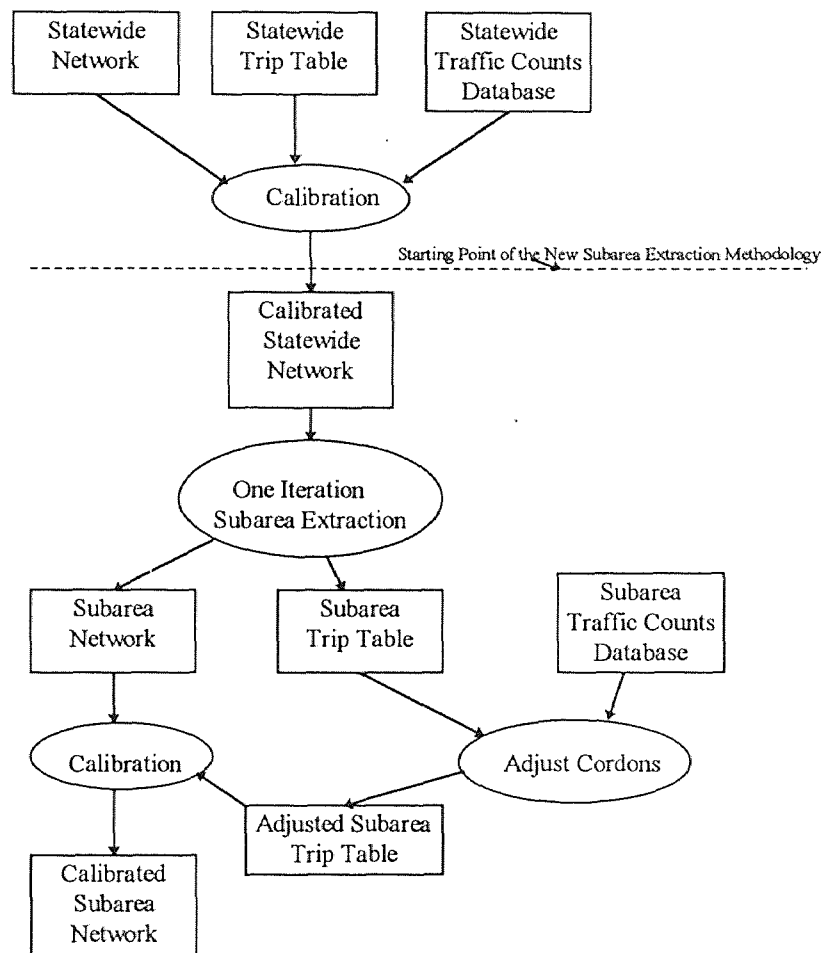 Statewide
Network
Statewide
Trip Table
Statewide
Traffic Counts
Database
Calibration
Starting Point of the New Subarea Extraction Methodology
Calibrated
Statewide
Network
One Iteration
Subarea Extraction
Subarea
Network
Subarea
Trip Table
Subarea
Traffic Counts
Database
Calibration
Adjust Cordons
Adjusted Subarea
Trip Table
Calibrated
Subarea
Network